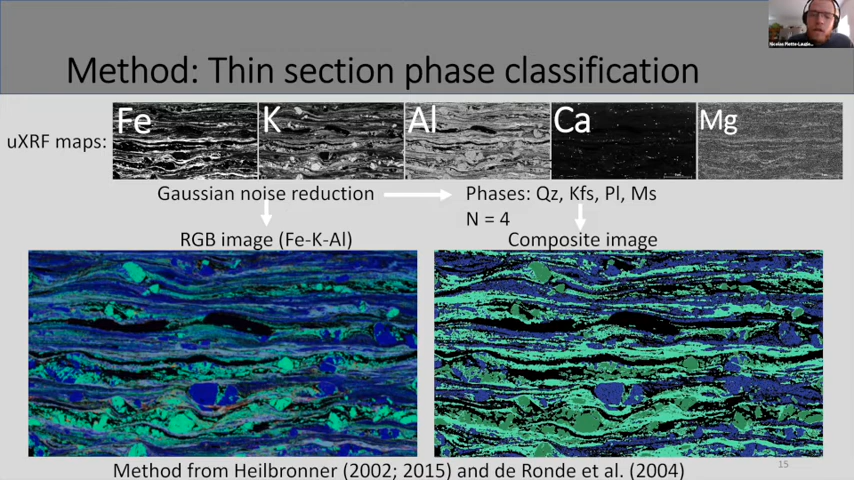 Method: Thin section phase classification
uXRF maps:
Fe
K
Al
Ca
Mg
Gaussian noise reduction
Phases: Qz, Kfs, Pl, Ms
N = 4
RGB image (Fe-K-Al)
Composite image
Method from Heilbronner (2002; 2015) and de Ronde et al. (2004)
15